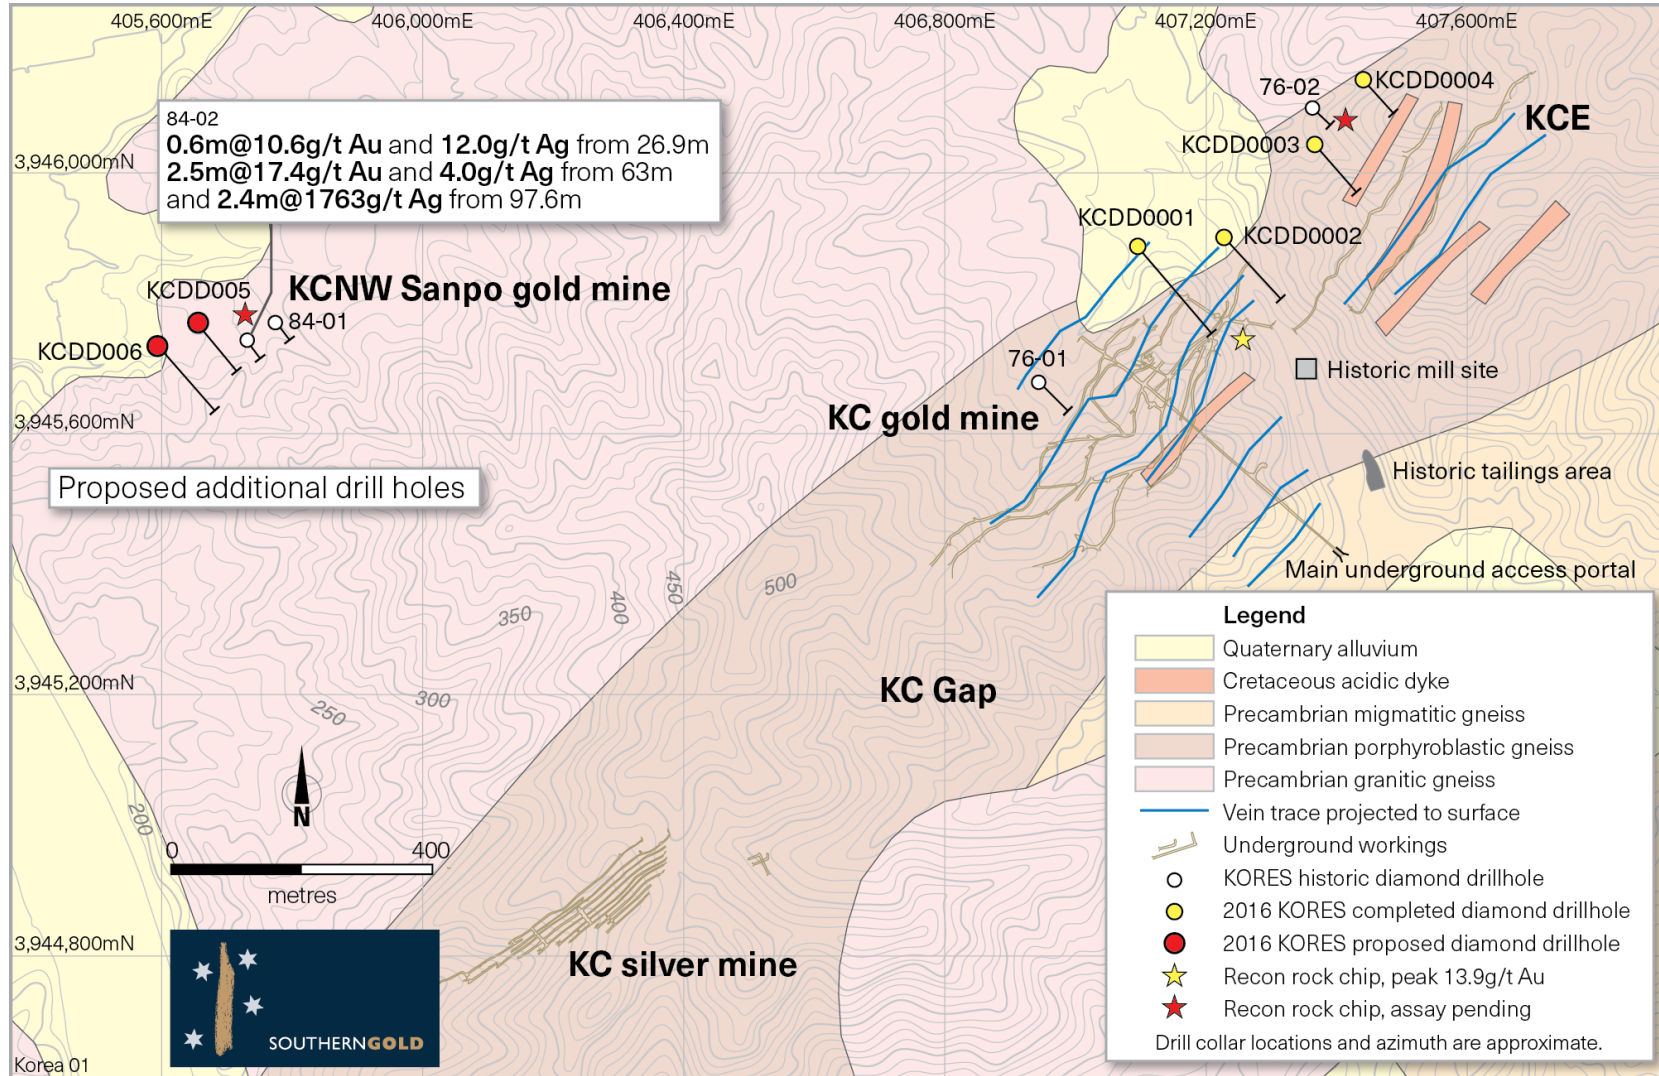 405,600mE
406,000mE
406,400mE
406,800mE
407,200mE
407,600mE
84-02
0.6m@10.6g/t Au and 12.0g/t Ag from 26.9m
2.5m@17.4g/t Au and 4.0g/t Ag from 63m
and 2.4m@1763g/t Ag from 97.6m
3,946,000mN
76-02
KCDD0004
KCE
KCDD0003
KCDD0001
KCDD0002
KCDD005
KCNW Sanpo gold mine
84-01
KCDD006
76-01
Historic mill site
KC gold mine
3,945,600mN
Proposed additional drill holes
Historic tailings area
Main underground access portal
500
450
400
350
300
250
200
3,945,200mN
KC Gap
N
0
400
metres
3,944,800mN
KC silver mine
SOUTHERNGOLD
Korea 01
Legend
Quaternary alluvium
Cretaceous acidic dyke
Precambrian migmatitic gneiss
Precambrian porphyroblastic gneiss
Precambrian granitic gneiss
Vein trace projected to surface
Underground workings
KORES historic diamond drillhole
2016 KORES completed diamond drillhole
2016 KORES proposed diamond drillhole
Recon rock chip, peak 13.9g/t Au
Recon rock chip, assay pending
Drill collar locations and azimuth are approximate.